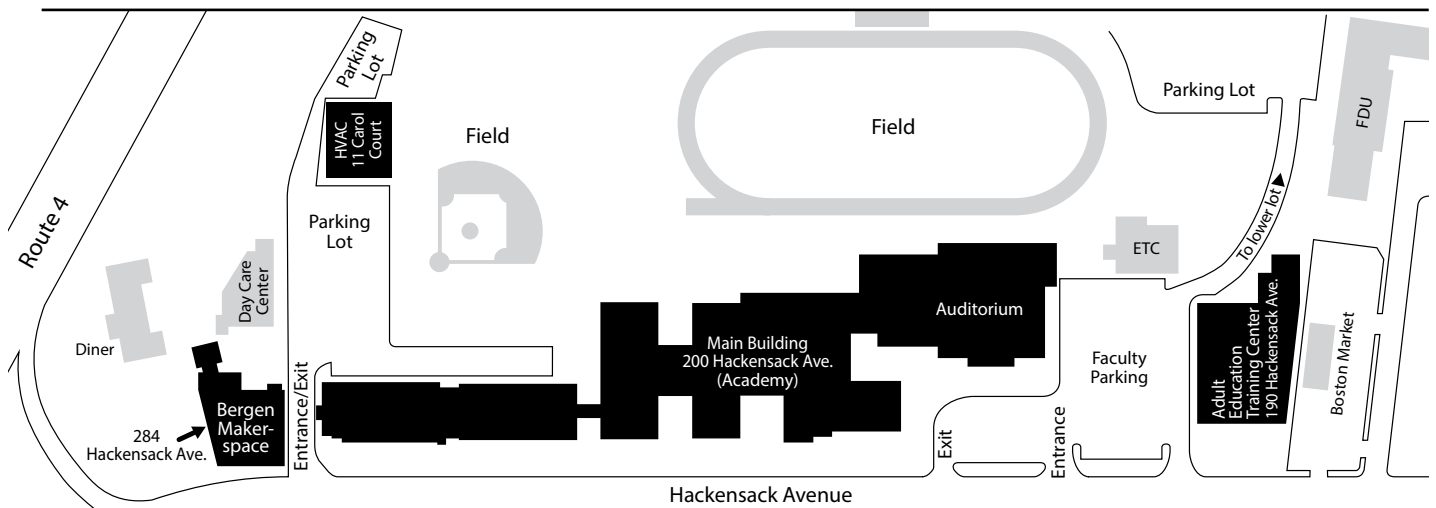 Route 4
Diner
Day Care
Center
Bergen
Maker-
space
284
Hackensack Ave.
Entrance/Exit
Parking
Lot
HVAC
11 Carol
Court
Parking
Lot
Field
Field
Main Building
200 Hackensack Ave.
(Academy)
Auditorium
Exit
Entrance
Faculty
Parking
ETC
Parking Lot
To lower lot
Adult
Education
Training Center
190 Hackensack Ave.
FDU
Boston Market
Hackensack Avenue